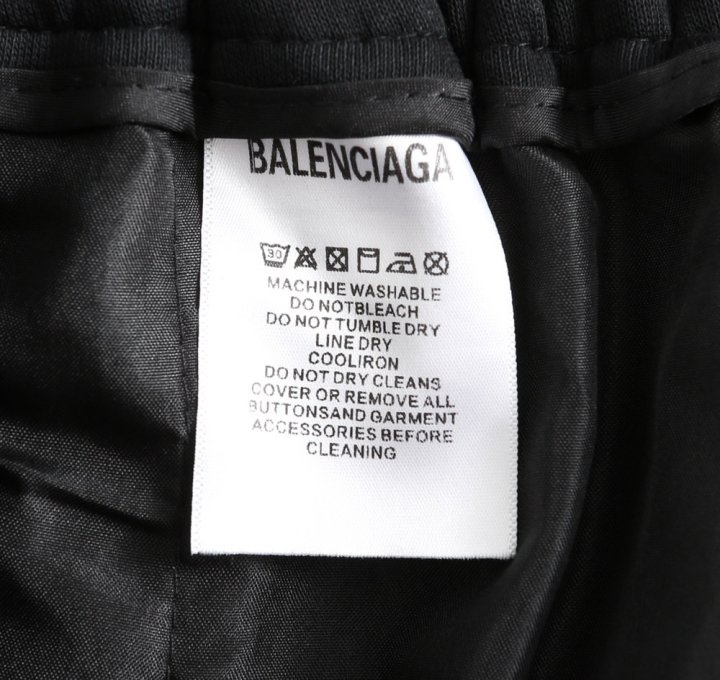 BALENCIAGA
30
MACHINE WASHABLE
DO NOTBLEACH
DO NOT TUMBLE DRY
LINE DRY
COOLIRON
DO NOT DRY CLEANS
COVER OR REMOVE ALL
BUTTONSAND GARMENT
ACCESSORIES BEFORE
CLEANING